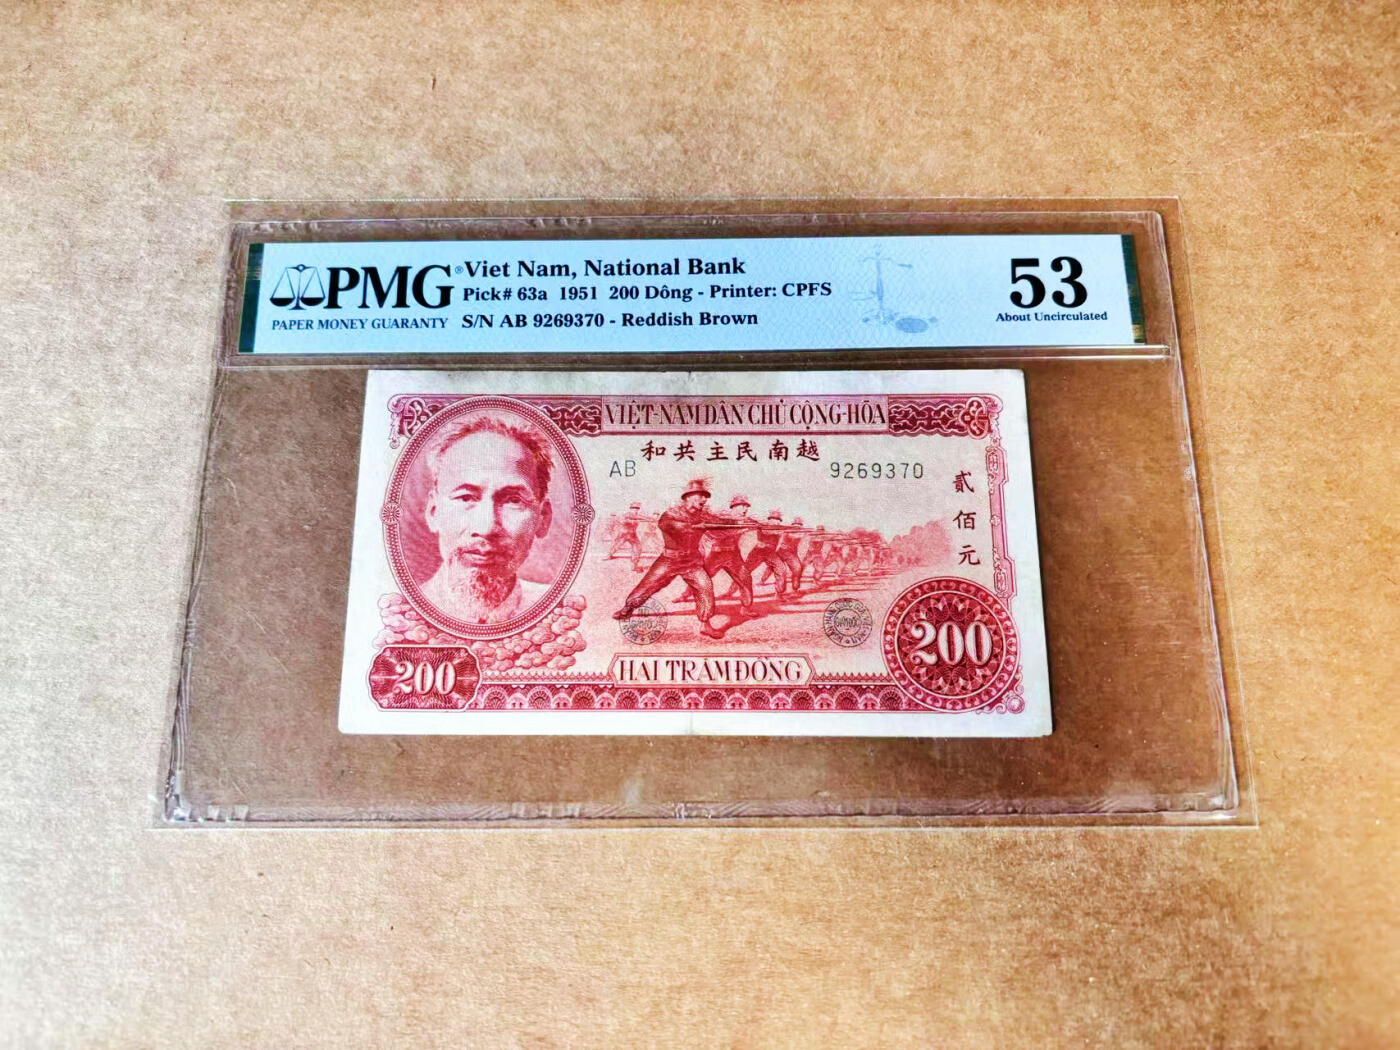 PMG®
PAPER MONEY GUARANTY
Viet Nam, National Bank
Pick# 63a 1951 200 Dông - Printer: CPFS
S/N AB 9269370 - Reddish Brown
53
About Uncirculated
VIỆT-NAM DÂN CHỦ CỘNG-HÒA
和共主民南越
AB 9269370
貳佰元
200
HAI TRĂM ĐỒNG
200